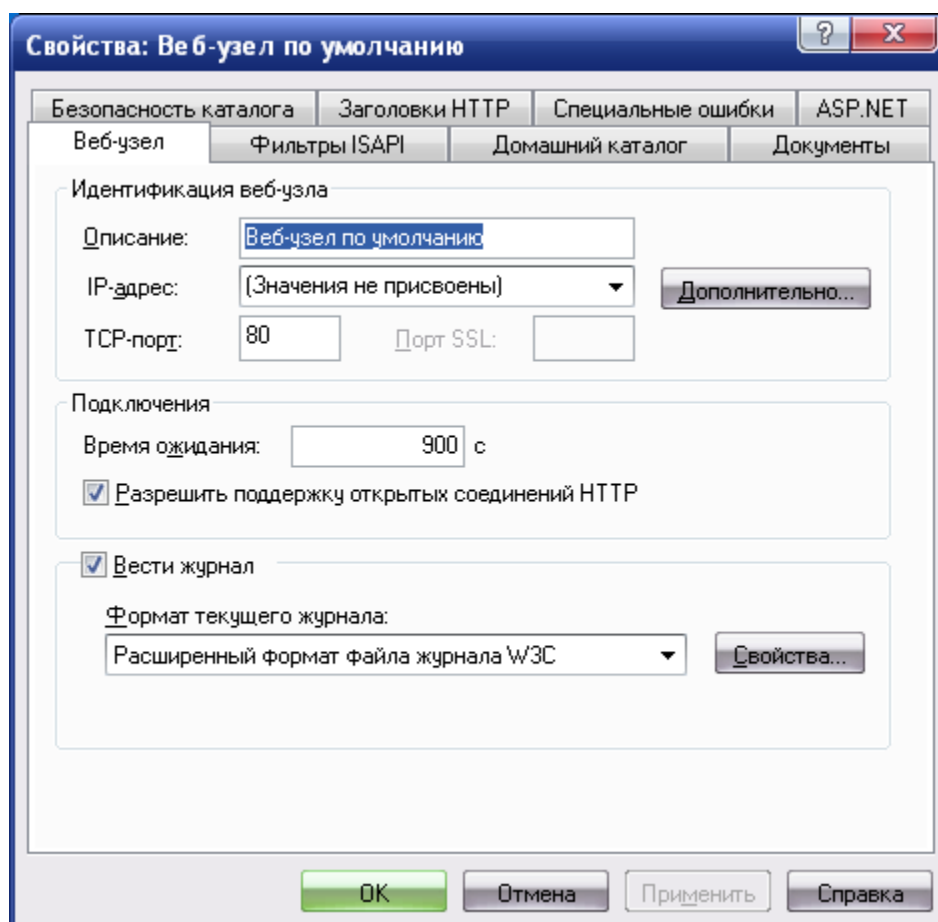 Свойства: Веб-узел по умолчанию
Безопасность каталога Заголовки HTTP Специальные ошибки ASP.NET
Веб-узел Фильтры ISAPI Домашний каталог Документы
Идентификация веб-узла
Описание: Веб-узел по умолчанию
IP-адрес: (Значения не присвоены) Дополнительно...
TCP-порт: 80 Порт SSL:
Подключения
Время ожидания: 900 с
Разрешить поддержку открытых соединений HTTP
Вести журнал
Формат текущего журнала:
Расширенный формат файла журнала W3C Свойства...
OK Отмена Применить Справка